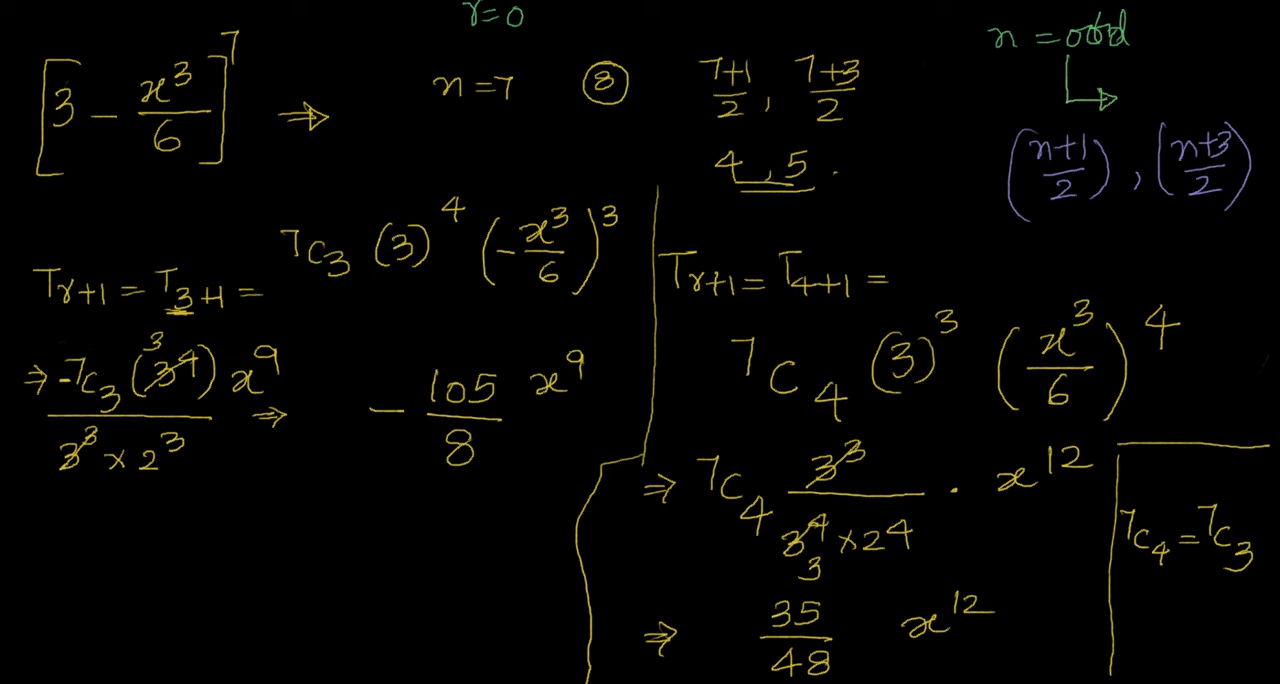 r=0
n = odd
[3 - x³/6]⁷ ⇒ n=7 ⑧ (7+1)/2, (7+3)/2
4, 5.
((n+1)/2), ((n+3)/2)
Tr+1 = T3+1 = ⁷C₃ (3)⁴ (-x³/6)³
⇒ -⁷C₃ (3⁴) x⁹ / 3³ × 2³ ⇒ - 105/8 x⁹
3
Tr+1 = T4+1 =
⁷C₄ (3)³ (x³/6)⁴
⇒ ⁷C₄ 3³ / 3⁴ × 2⁴ . x¹²
3
⇒ 35/48 x¹²
⁷C₄ = ⁷C₃